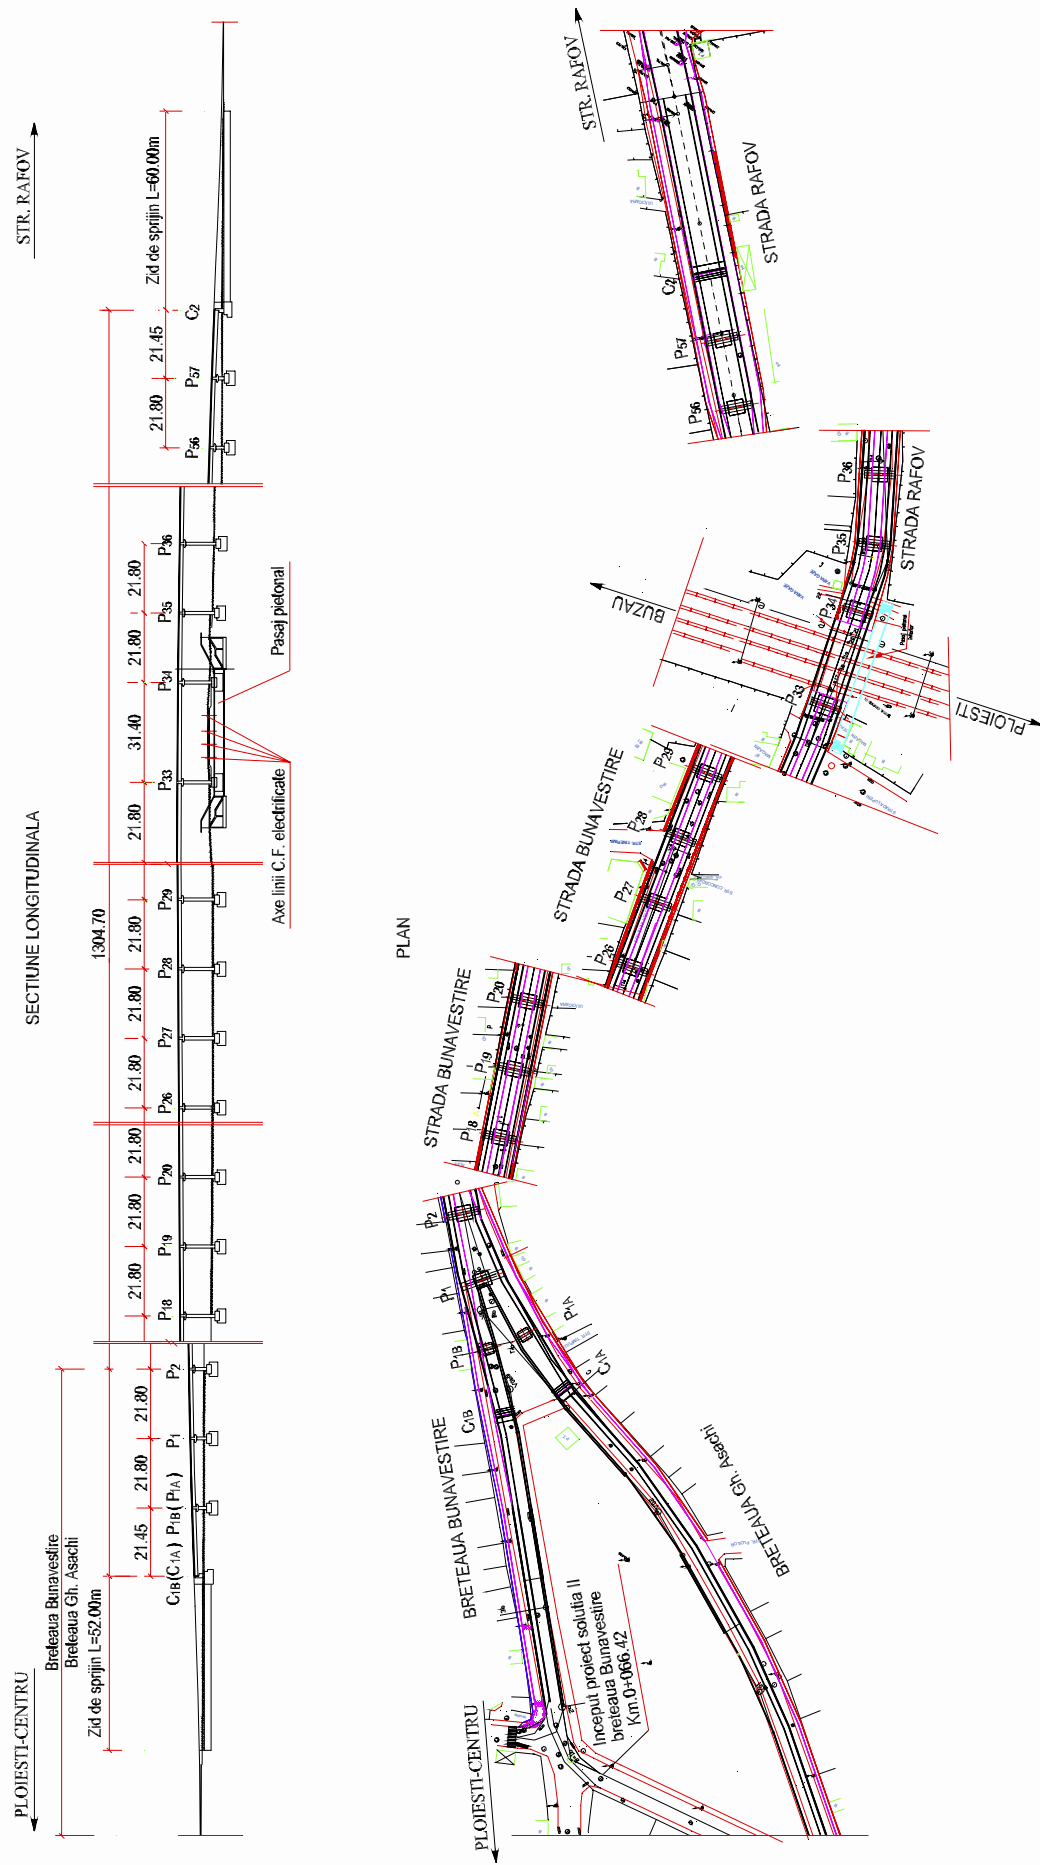 SECTIUNE LONGITUDINALA
PLOIESTI-CENTRU
STR. RAFOV
Breteaua Bunavestire
Breteaua Gh. Asachi
Zid de sprijin L=52.00m
1304.70
Zid de sprijin L=60.00m
21.45
21.80
21.80
21.80
21.80
21.80
21.80
21.80
21.80
21.80
21.80
31.40
21.80
21.80
21.80
21.45
C1B(C1A)
P1B(P1A)
P1
P2
P18
P19
P20
P26
P27
P28
P29
P33
P34
P35
P36
P56
P57
C2
Axe linii C.F. electrificate
Pasaj pietonal
PLAN
PLOIESTI-CENTRU
Inceput proiect solutia II
breteaua Bunavestire
Km.0+066.42
BRETEAUA BUNAVESTIRE
BRETEAUA Gh. Asachi
C1B
P1B
P1
P2
C1A
P1A
STRADA BUNAVESTIRE
P18
P19
P20
STRADA BUNAVESTIRE
P26
P27
P28
P29
P33
P34
P35
P36
BUZAU
PLOIESTI
STRADA RAFOV
P56
P57
C2
STRADA RAFOV
STR. RAFOV